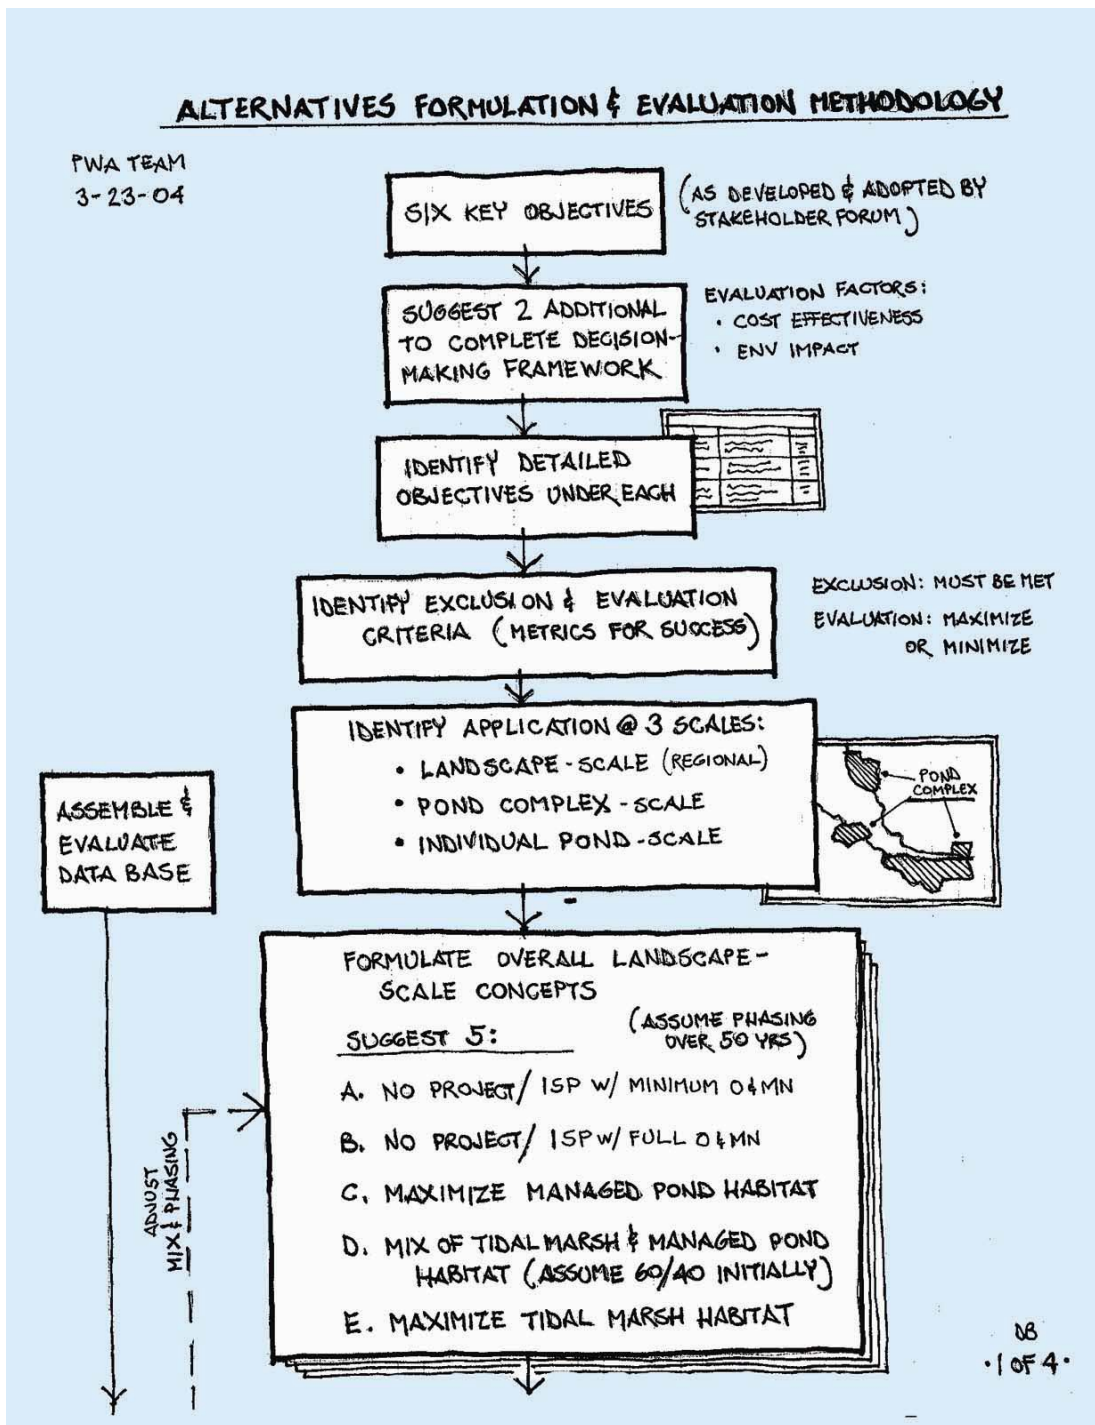 ALTERNATIVES FORMULATION & EVALUATION METHODOLOGY
PWA TEAM
3-23-04
SIX KEY OBJECTIVES
(AS DEVELOPED & ADOPTED BY
STAKEHOLDER FORUM)
SUGGEST 2 ADDITIONAL
TO COMPLETE DECISION-
MAKING FRAMEWORK
EVALUATION FACTORS:
• COST EFFECTIVENESS
• ENV IMPACT
IDENTIFY DETAILED
OBJECTIVES UNDER EACH
IDENTIFY EXCLUSION & EVALUATION
CRITERIA (METRICS FOR SUCCESS)
EXCLUSION: MUST BE MET
EVALUATION: MAXIMIZE
OR MINIMIZE
IDENTIFY APPLICATION @ 3 SCALES:
• LANDSCAPE-SCALE (REGIONAL)
• POND COMPLEX-SCALE
• INDIVIDUAL POND-SCALE
POND
COMPLEX
ASSEMBLE &
EVALUATE
DATA BASE
FORMULATE OVERALL LANDSCAPE-
SCALE CONCEPTS
SUGGEST 5:
(ASSUME PHASING
OVER 50 YRS)
A. NO PROJECT/ISP W/ MINIMUM O&MN
B. NO PROJECT/ISP W/ FULL O&MN
C. MAXIMIZE MANAGED POND HABITAT
D. MIX OF TIDAL MARSH & MANAGED POND
HABITAT (ASSUME 60/40 INITIALLY)
E. MAXIMIZE TIDAL MARSH HABITAT
ADJUST
MIX & PHASING
DB
•1 OF 4•